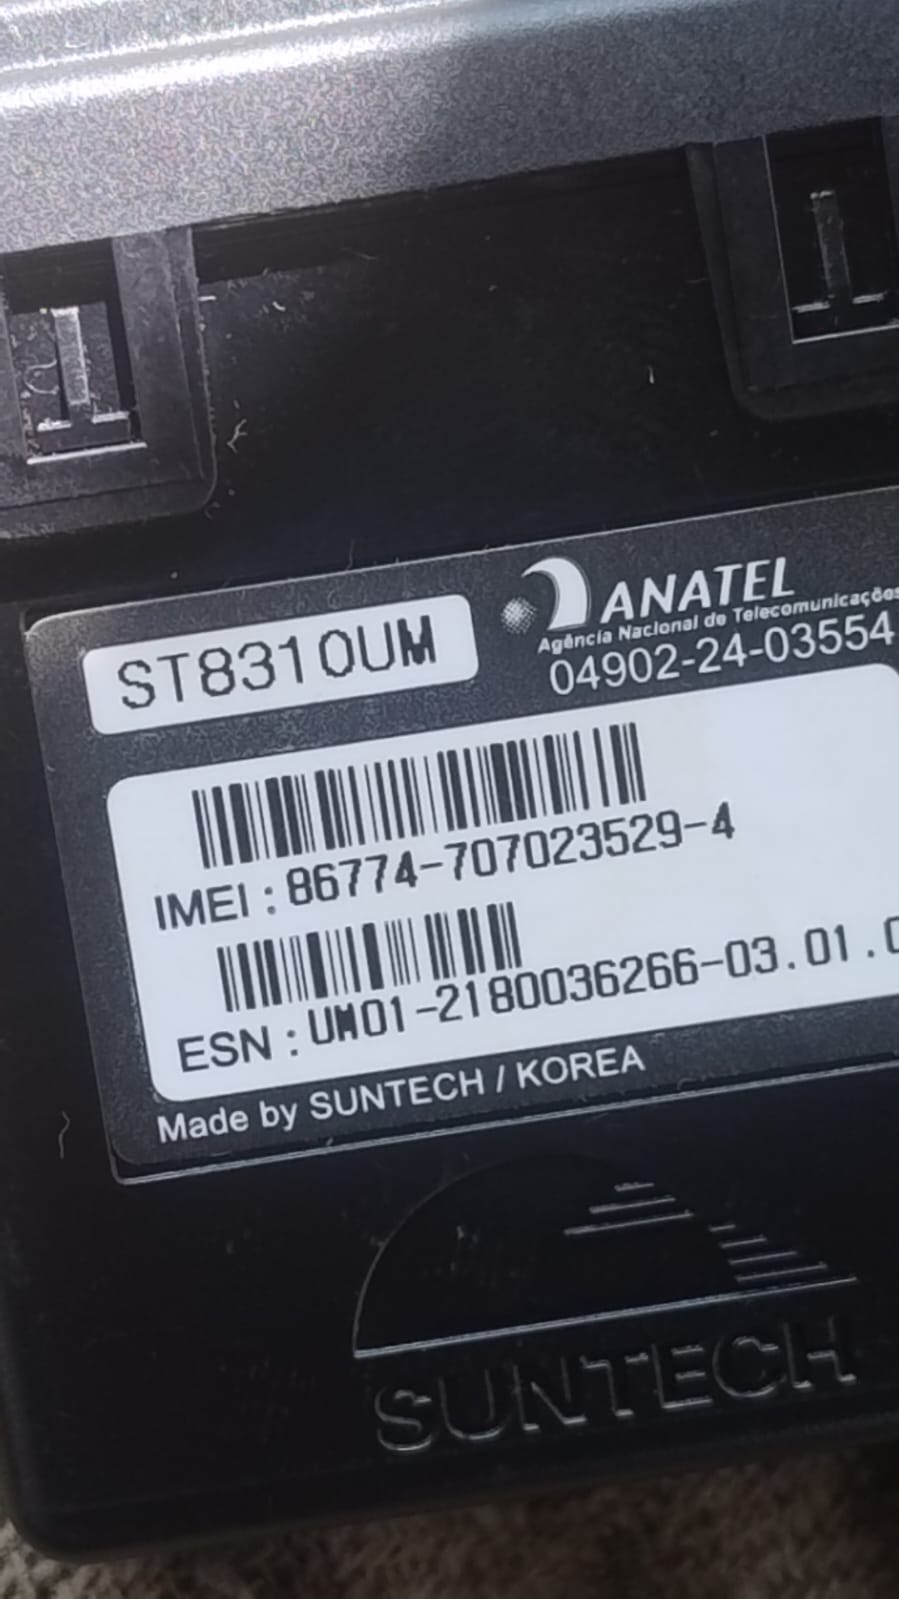 ST8310UM
ANATEL
Agência Nacional de Telecomunicações
04902-24-03554
IMEI : 86774-707023529-4
ESN : UM01-2180036266-03.01.0
Made by SUNTECH / KOREA
SUNTECH